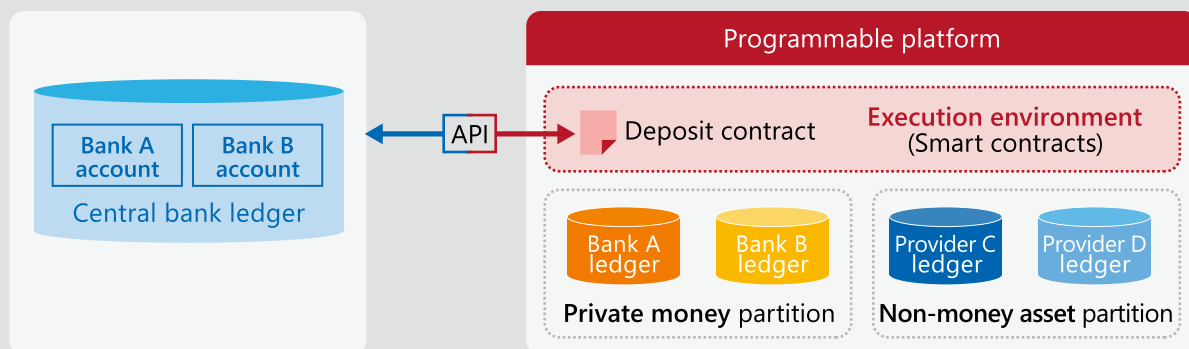 Programmable platform
Bank A
account
Bank B
account
Central bank ledger
API
Deposit contract
Execution environment
(Smart contracts)
Bank A
ledger
Bank B
ledger
Private money partition
Provider C
ledger
Provider D
ledger
Non-money asset partition